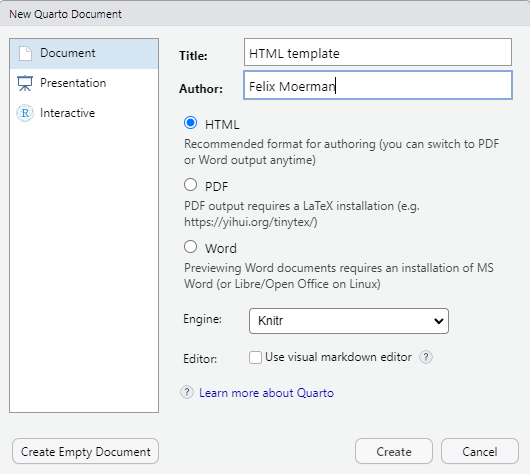 New Quarto Document
Document
Presentation
Interactive
Title: HTML template
Author: Felix Moerman
HTML
Recommended format for authoring (you can switch to PDF
or Word output anytime)
PDF
PDF output requires a LaTeX installation (e.g.
https://yihui.org/tinytex/)
Word
Previewing Word documents requires an installation of MS
Word (or Libre/Open Office on Linux)
Engine: Knitr
Editor: Use visual markdown editor ?
? Learn more about Quarto
Create Empty Document Create Cancel